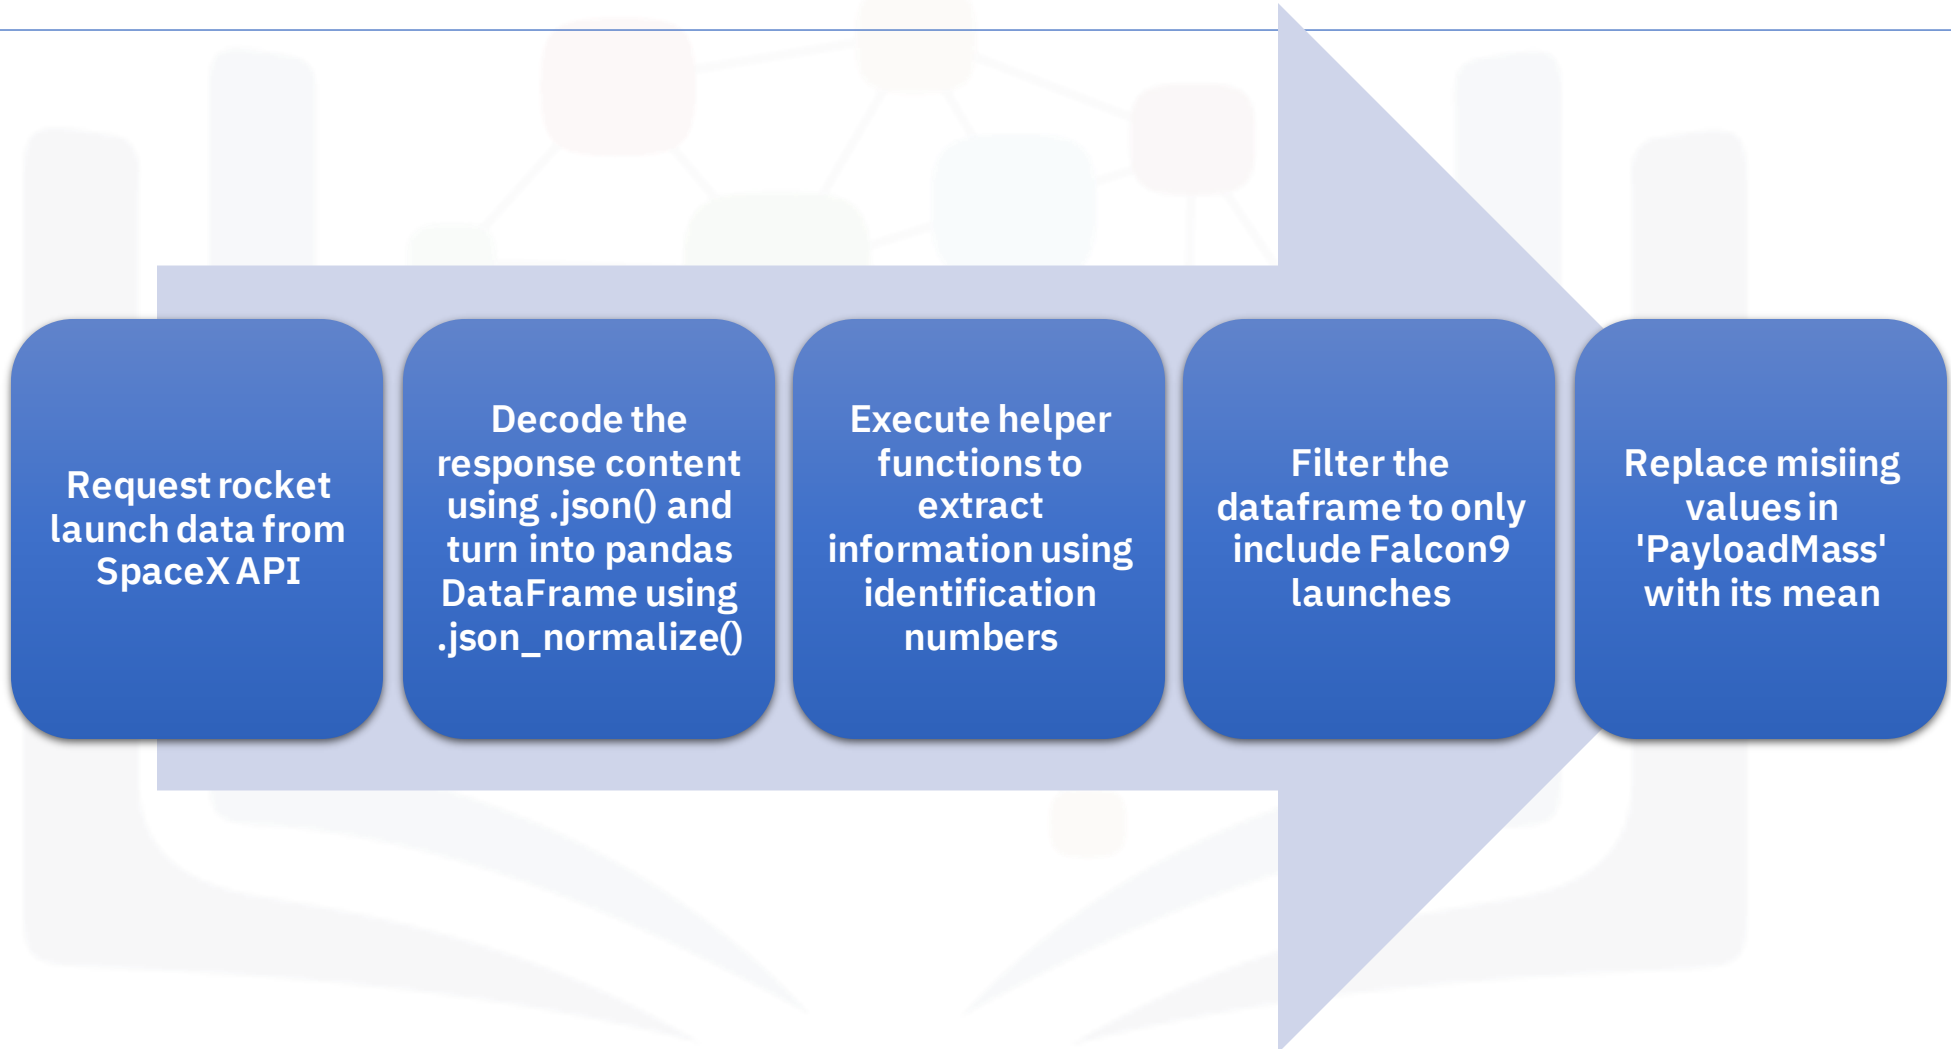 Request rocket
launch data from
SpaceX API
Decode the
response content
using .json() and
turn into pandas
DataFrame using
.json_normalize()
Execute helper
functions to
extract
information using
identification
numbers
Filter the
dataframe to only
include Falcon9
launches
Replace misiing
values in
'PayloadMass'
with its mean